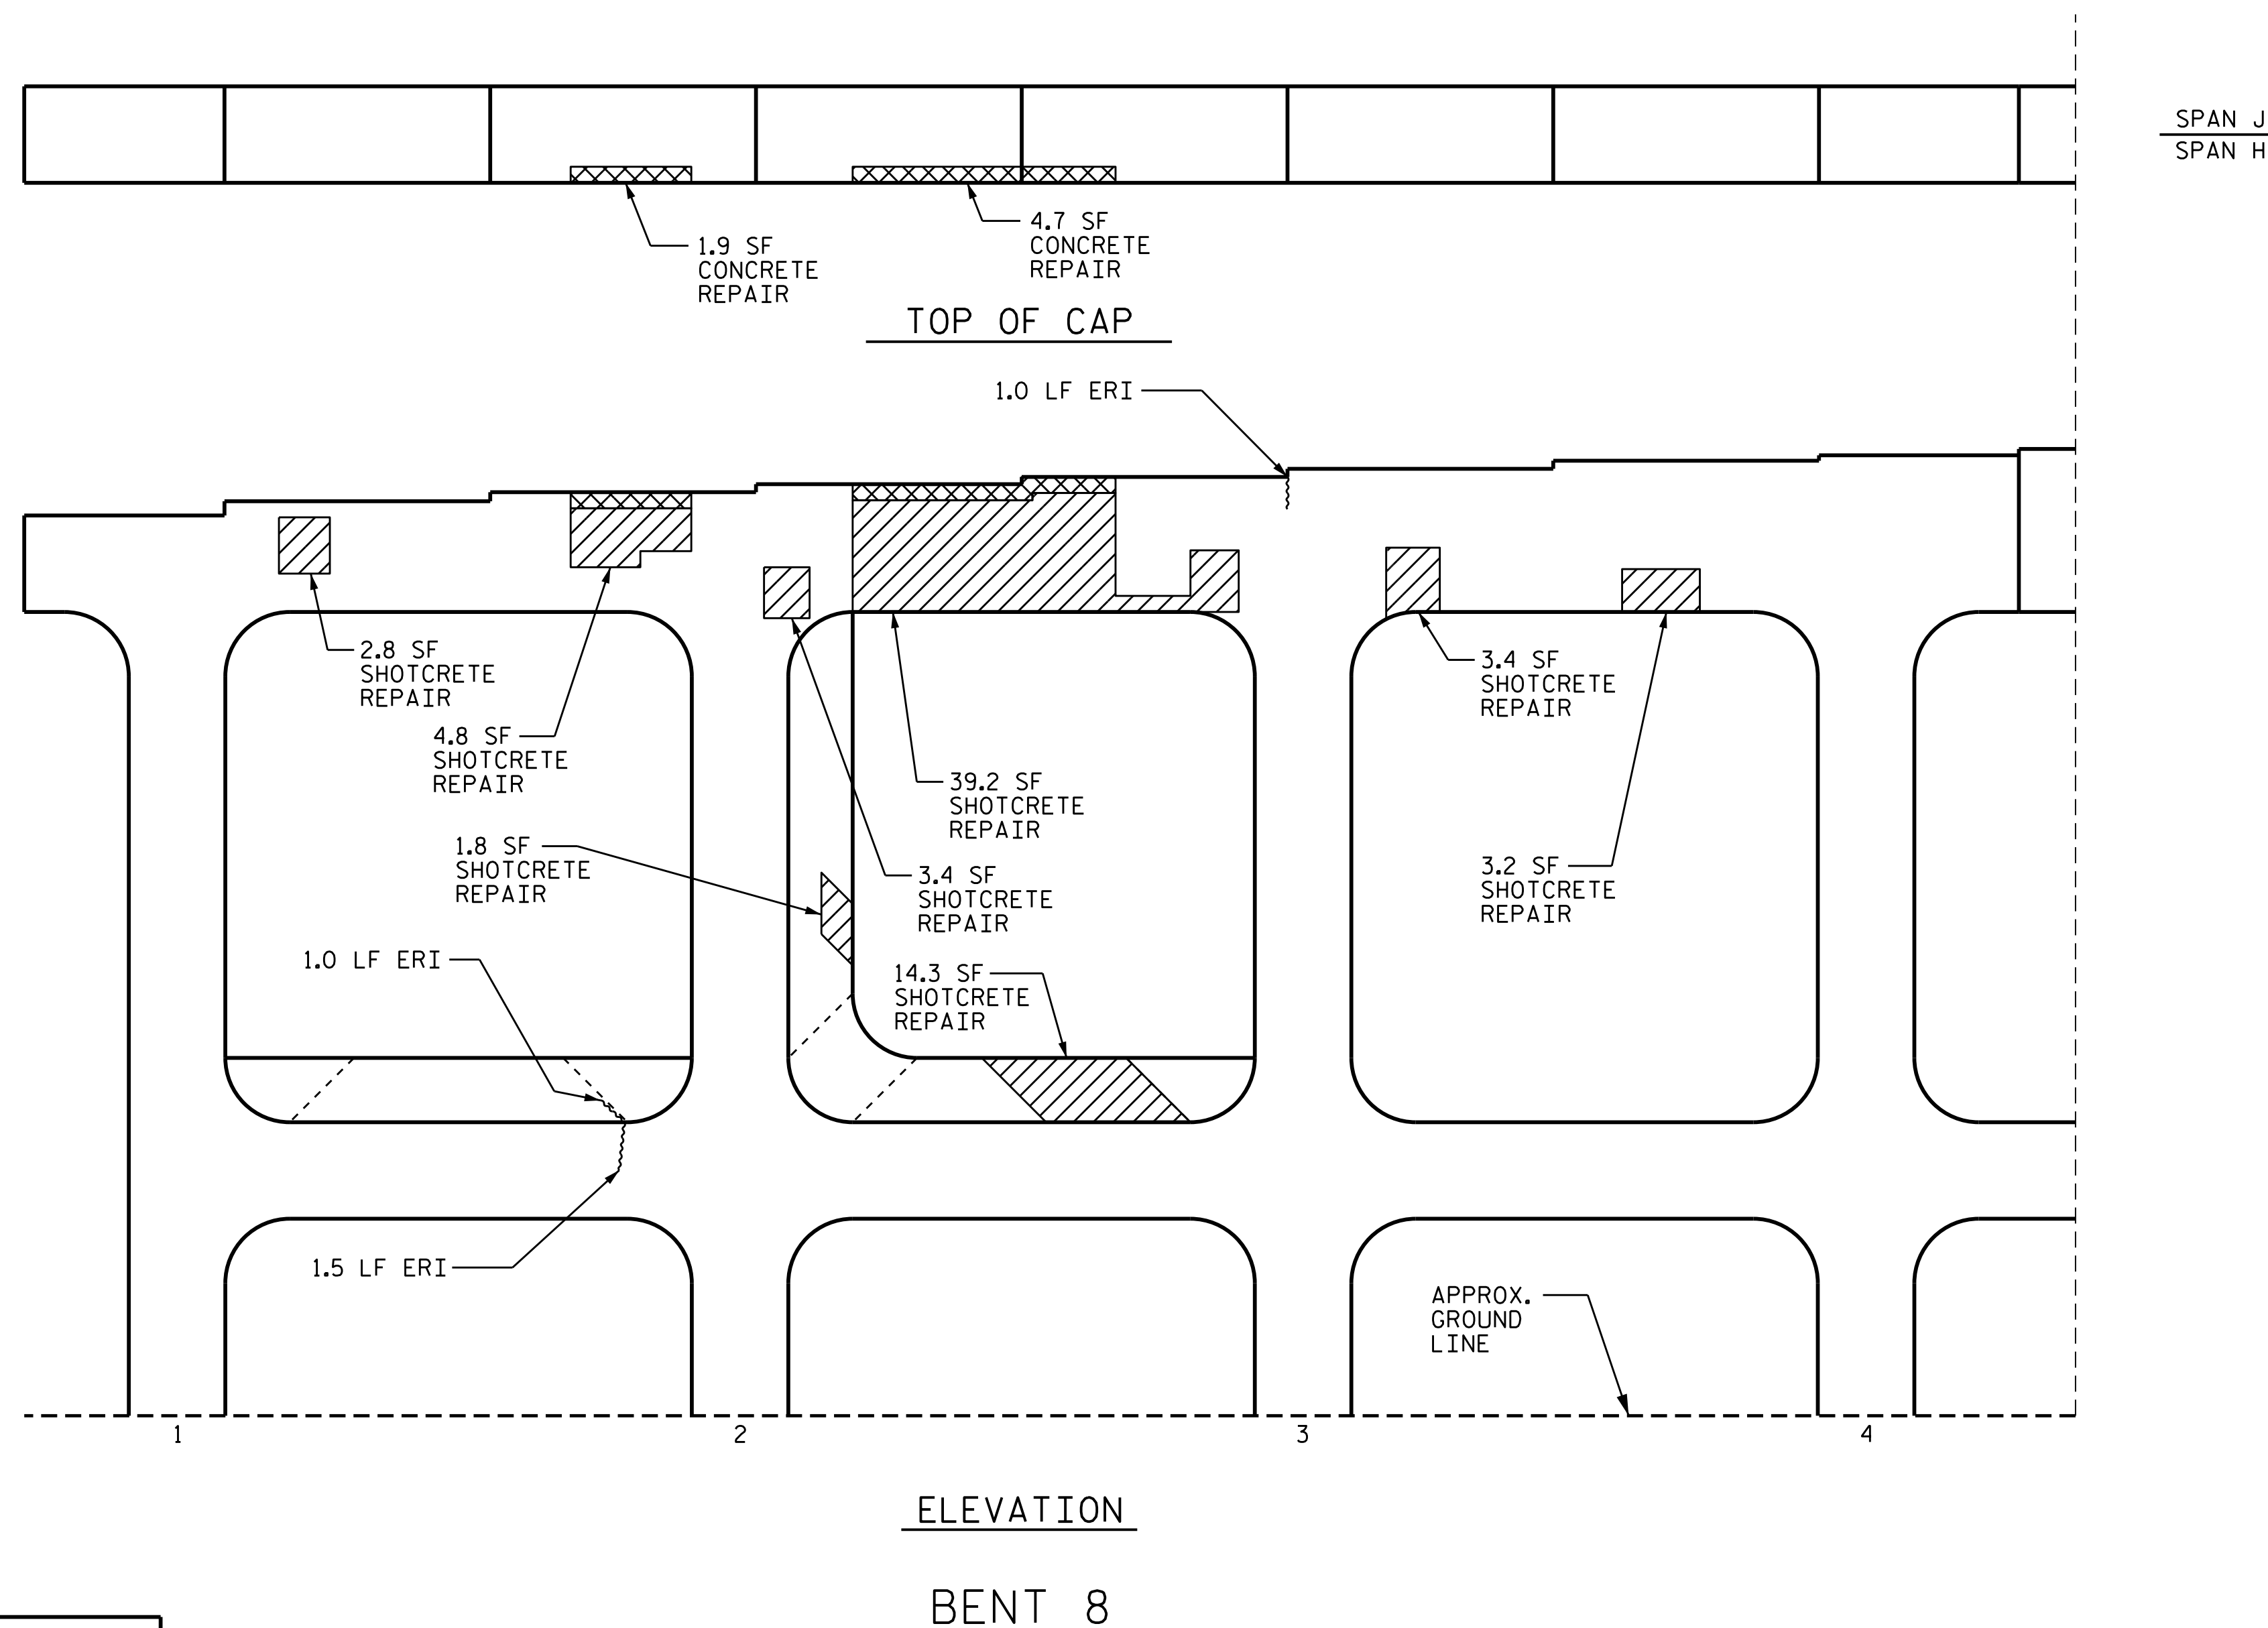 SPAN J
SPAN H
1.9 SF
CONCRETE
REPAIR
4.7 SF
CONCRETE
REPAIR
TOP OF CAP
1.0 LF ERI
2.8 SF
SHOTCRETE
REPAIR
4.8 SF
SHOTCRETE
REPAIR
39.2 SF
SHOTCRETE
REPAIR
3.4 SF
SHOTCRETE
REPAIR
1.8 SF
SHOTCRETE
REPAIR
3.4 SF
SHOTCRETE
REPAIR
3.2 SF
SHOTCRETE
REPAIR
1.0 LF ERI
14.3 SF
SHOTCRETE
REPAIR
1.5 LF ERI
APPROX.
GROUND
LINE
1
2
3
4
ELEVATION
BENT 8